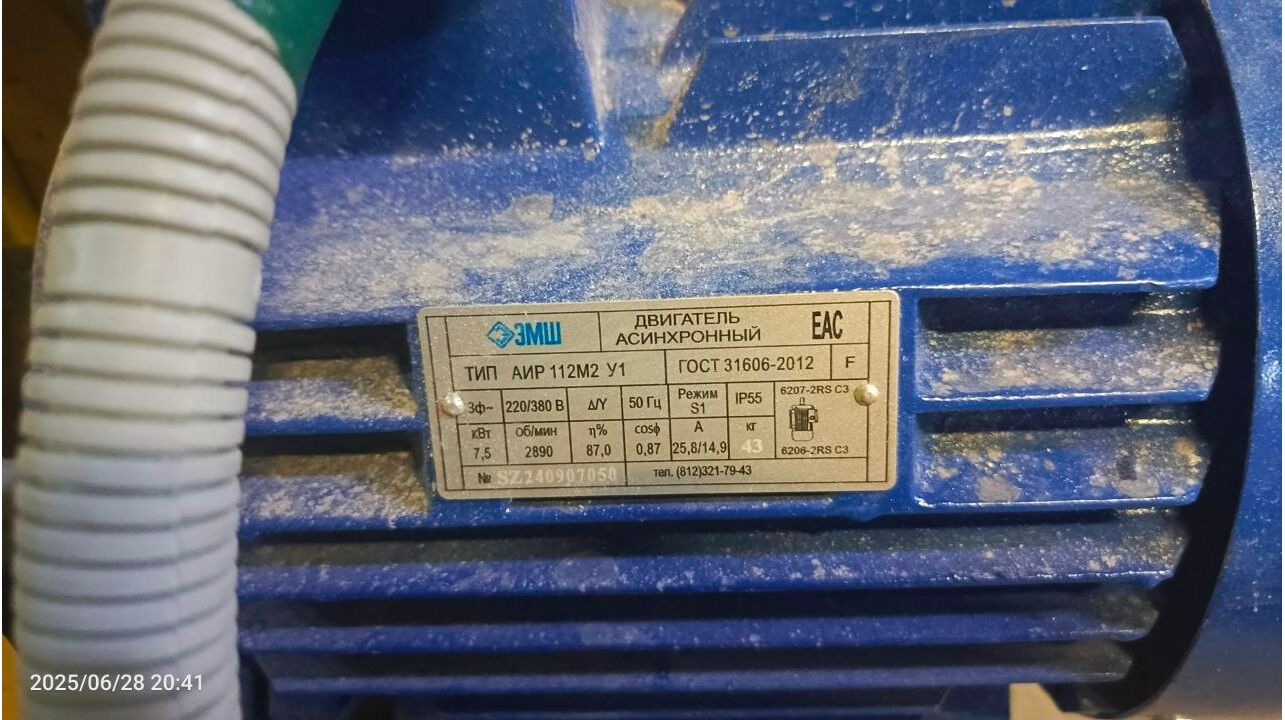 ЭМШ
ДВИГАТЕЛЬ
АСИНХРОННЫЙ
EAC
ТИП АИР 112М2 У1
ГОСТ 31606-2012
F
3ф~ 220/380 В Δ/Y 50 Гц Режим S1 IP55
6207-2RS C3
кВт 7,5
об/мин 2890
η% 87,0
cosϕ 0,87
А 25,8/14,9
кг 43
6206-2RS C3
№ SZ240907050
тел. (812)321-79-43
2025/06/28 20:41